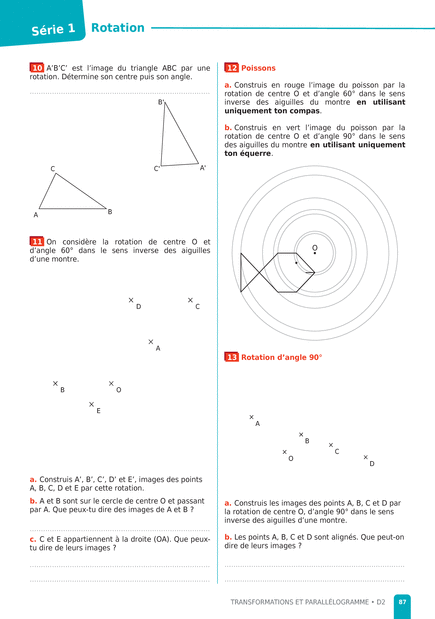 Série 1
Rotation
10 A’B’C’ est l’image du triangle ABC par une
rotation. Détermine son centre puis son angle.
B'
C'
A'
C
A
B
11 On considère la rotation de centre O et
d’angle 60° dans le sens inverse des aiguilles
d’une montre.
D
C
A
B
O
E
a. Construis A’, B’, C’, D’ et E’, images des points
A, B, C, D et E par cette rotation.
b. A et B sont sur le cercle de centre O et passant
par A. Que peux-tu dire des images de A et B ?
c. C et E appartiennent à la droite (OA). Que peux-
tu dire de leurs images ?
12 Poissons
a. Construis en rouge l’image du poisson par la
rotation de centre O et d’angle 60° dans le sens
inverse des aiguilles du montre en utilisant
uniquement ton compas.
b. Construis en vert l’image du poisson par la
rotation de centre O et d’angle 90° dans le sens
des aiguilles du montre en utilisant uniquement
ton équerre.
O
13 Rotation d’angle 90°
A
B
C
O
D
a. Construis les images des points A, B, C et D par
la rotation de centre O, d’angle 90° dans le sens
inverse des aiguilles d’une montre.
b. Les points A, B, C et D sont alignés. Que peut-on
dire de leurs images ?
TRANSFORMATIONS ET PARALLÉLOGRAMME • D2
87